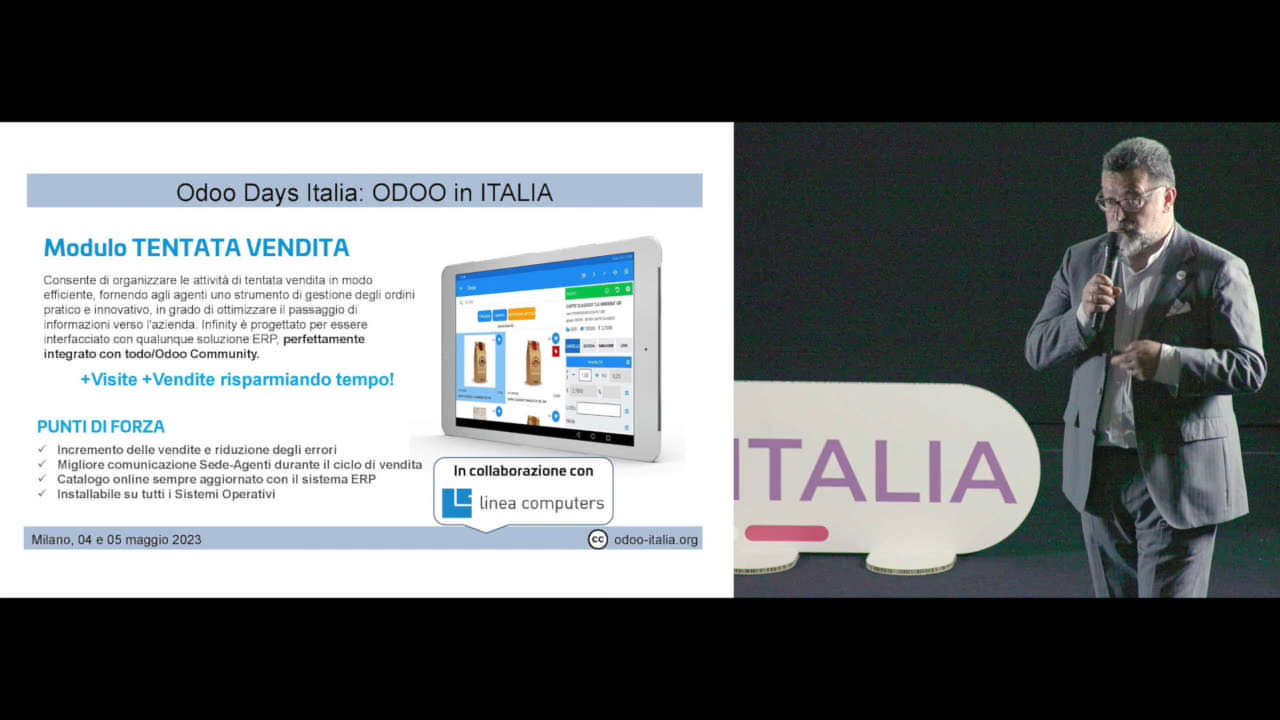 Odoo Days Italia: ODOO in ITALIA
Modulo TENTATA VENDITA
Consente di organizzare le attività di tentata vendita in modo
efficiente, fornendo agli agenti uno strumento di gestione degli ordini
pratico e innovativo, in grado di ottimizzare il passaggio di
informazioni verso l'azienda. Infinity è progettato per essere
interfacciato con qualunque soluzione ERP, perfettamente
integrato con todo/Odoo Community.
+Visite +Vendite risparmiando tempo!
PUNTI DI FORZA
✓ Incremento delle vendite e riduzione degli errori
✓ Migliore comunicazione Sede-Agenti durante il ciclo di vendita
✓ Catalogo online sempre aggiornato con il sistema ERP
✓ Installabile su tutti i Sistemi Operativi
In collaborazione con
linea computers
Milano, 04 e 05 maggio 2023
cc odoo-italia.org
ITALIA